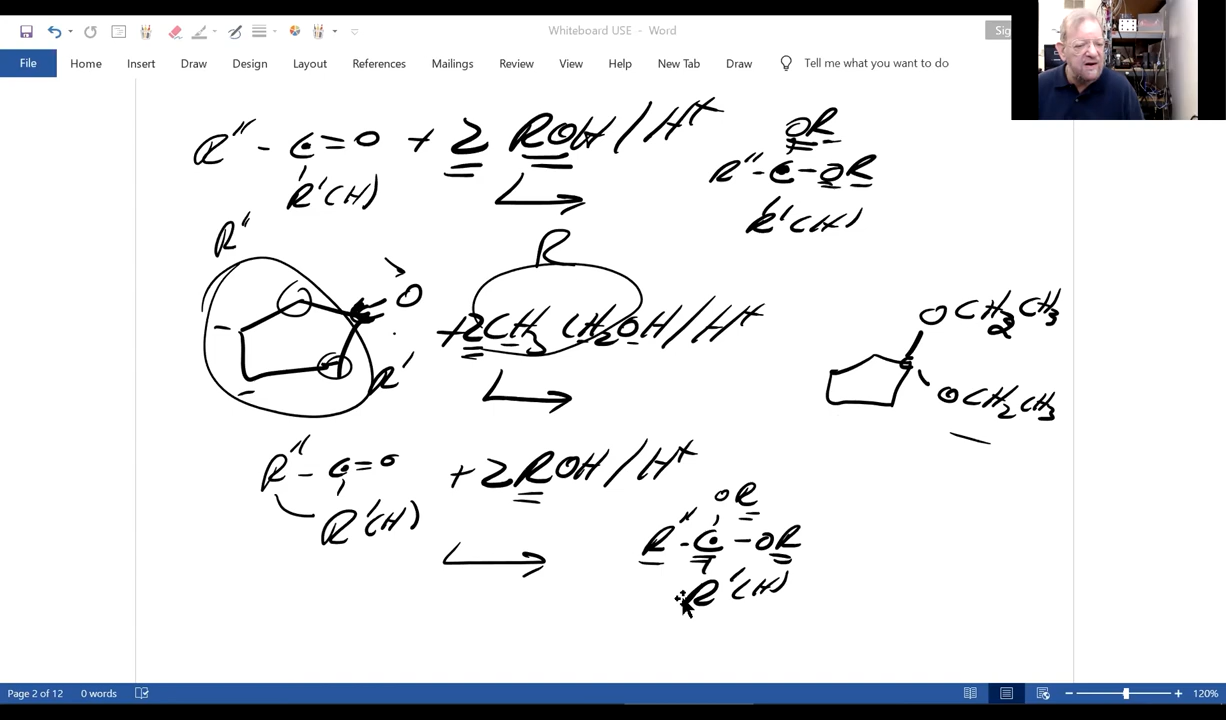 Whiteboard USE - Word
Sig
File Home Insert Draw Design Layout References Mailings Review View Help New Tab Draw Tell me what you want to do
OR
R" - C = O + 2 ROH / H+ R" - C - OR
R'(H) R'(CH)
R" R
C O + 2 CH3 CH2OH / H+ OCH2CH3
R'
OCH2CH3
R" - C = O + 2 ROH / H+
OR
R'(H) R" - C - OR
R'(H)
Page 2 of 12 0 words 120%